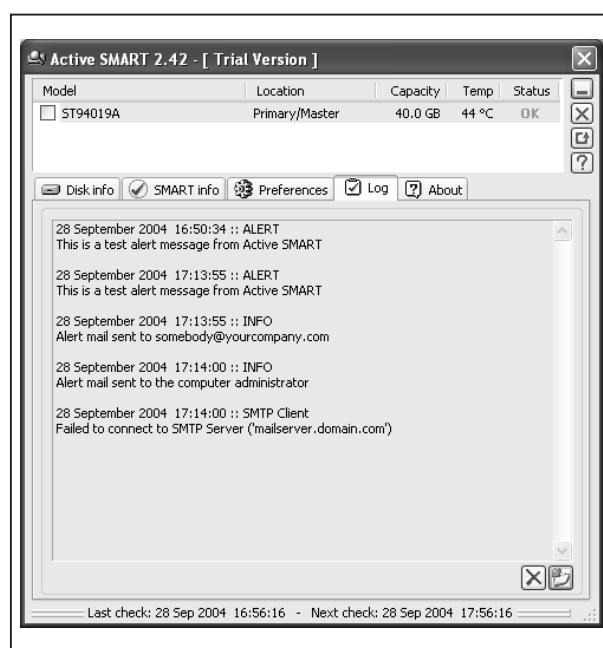 Active SMART 2.42 - [ Trial Version ]
Model Location Capacity Temp Status
ST94019A Primary/Master 40.0 GB 44 °C OK
Disk info SMART info Preferences Log About
28 September 2004 16:50:34 :: ALERT
This is a test alert message from Active SMART
28 September 2004 17:13:55 :: ALERT
This is a test alert message from Active SMART
28 September 2004 17:13:55 :: INFO
Alert mail sent to somebody@yourcompany.com
28 September 2004 17:14:00 :: INFO
Alert mail sent to the computer administrator
28 September 2004 17:14:00 :: SMTP Client
Failed to connect to SMTP Server ('mailserver.domain.com')
Last check: 28 Sep 2004 16:56:16 - Next check: 28 Sep 2004 17:56:16